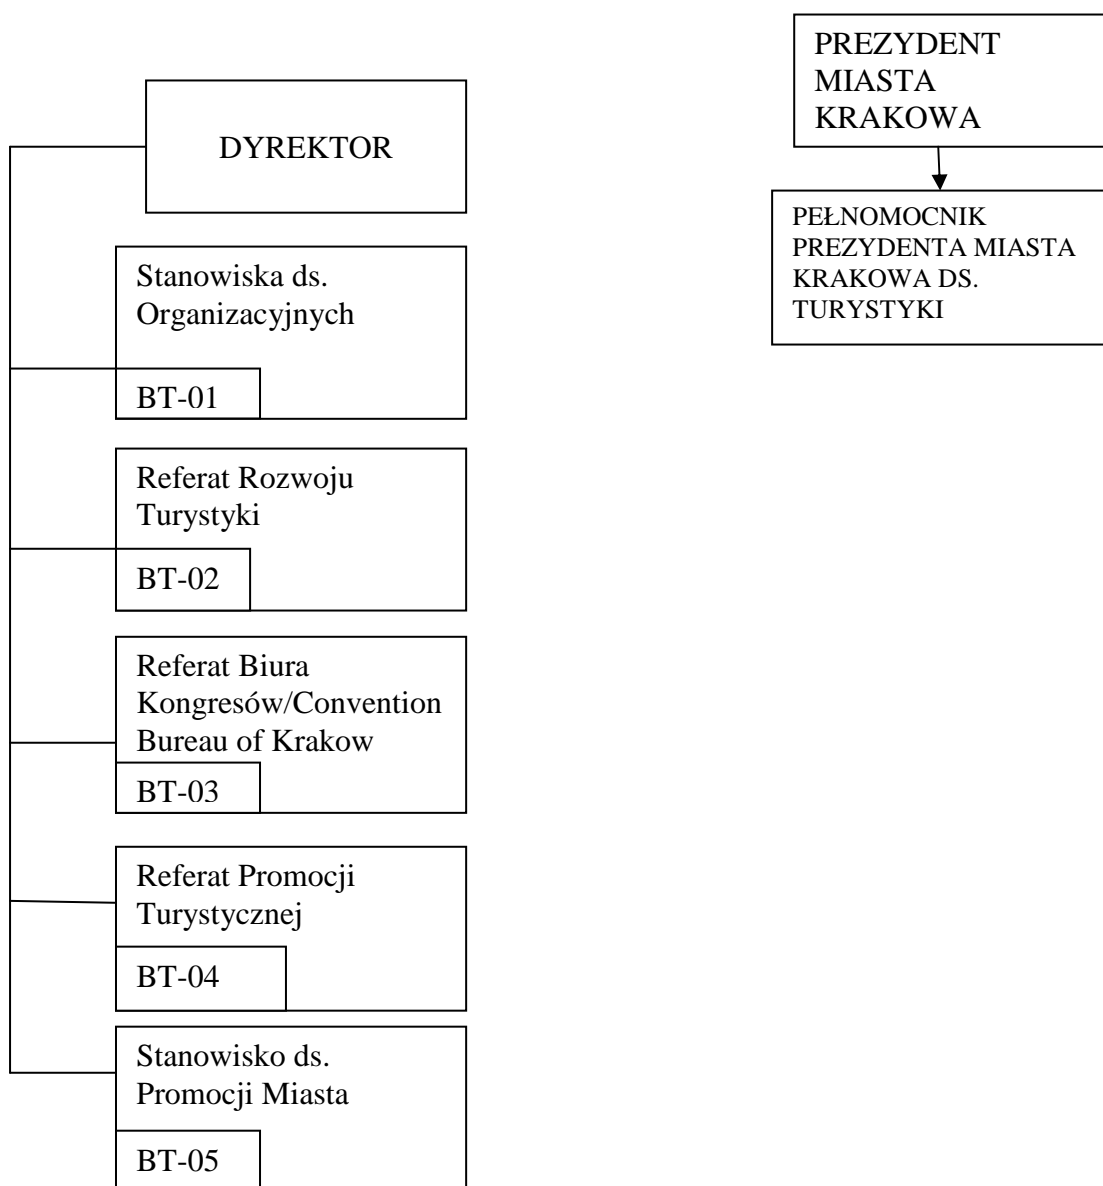 PREZYDENT
MIASTA
KRAKOWA
DYREKTOR
PEŁNOMOCNIK
PREZYDENTA MIASTA
KRAKOWA DS.
TURYSTYKI
Stanowiska ds.
Organizacyjnych
BT-01
Referat Rozwoju
Turystyki
BT-02
Referat Biura
Kongresów/Convention
Bureau of Krakow
BT-03
Referat Promocji
Turystycznej
BT-04
Stanowisko ds.
Promocji Miasta
BT-05